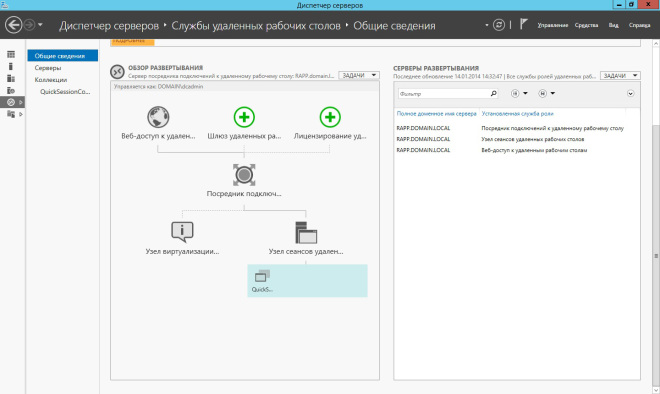 Диспетчер серверов
Диспетчер серверов ‣ Службы удаленных рабочих столов ‣ Общие сведения
Управление Средства Вид Справка
Общие сведения
Серверы
Коллекции
QuickSessionCo...
ОБЗОР РАЗВЕРТЫВАНИЯ
Сервер посредника подключений к удаленному рабочему столу: RAPP.domain.l...
ЗАДАЧИ
Управляется как: DOMAIN\dcadmin
Веб-доступ к удален...
Шлюз удаленных ра...
Лицензирование уд...
Посредник подключ...
Узел виртуализации...
Узел сеансов удален...
QuickS...
СЕРВЕРЫ РАЗВЕРТЫВАНИЯ
Последнее обновление 14.01.2014 14:32:47 | Все службы ролей удаленных раб...
ЗАДАЧИ
Фильтр
Полное доменное имя сервера Установленная служба роли
RAPP.DOMAIN.LOCAL Посредник подключений к удаленному рабочему столу
RAPP.DOMAIN.LOCAL Узел сеансов удаленных рабочих столов
RAPP.DOMAIN.LOCAL Веб-доступ к удаленным рабочим столам